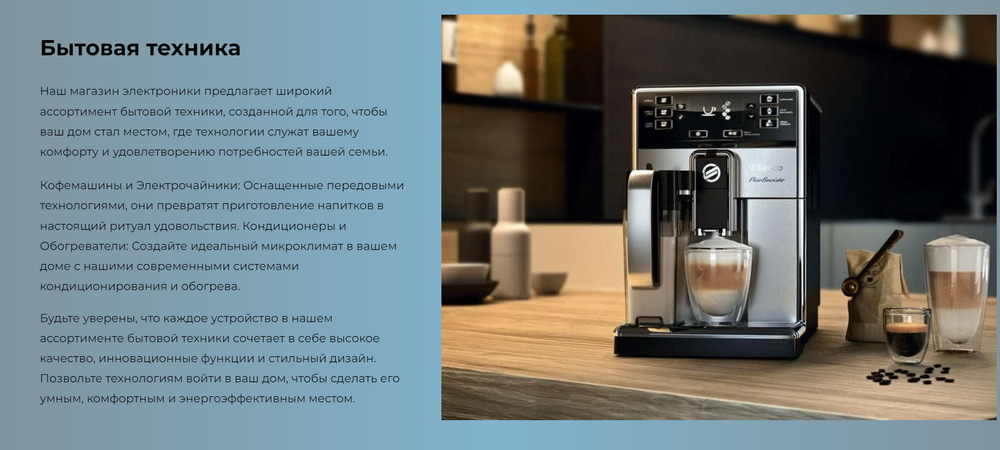 Бытовая техника
Наш магазин электроники предлагает широкий
ассортимент бытовой техники, созданной для того, чтобы
ваш дом стал местом, где технологии служат вашему
комфорту и удовлетворению потребностей вашей семьи.
Кофемашины и Электрочайники: Оснащенные передовыми
технологиями, они превратят приготовление напитков в
настоящий ритуал удовольствия. Кондиционеры и
Обогреватели: Создайте идеальный микроклимат в вашем
доме с нашими современными системами
кондиционирования и обогрева.
Будьте уверены, что каждое устройство в нашем
ассортименте бытовой техники сочетает в себе высокое
качество, инновационные функции и стильный дизайн.
Позвольте технологиям войти в ваш дом, чтобы сделать его
умным, комфортным и энергоэффективным местом.
Saeco
PicoBaristo